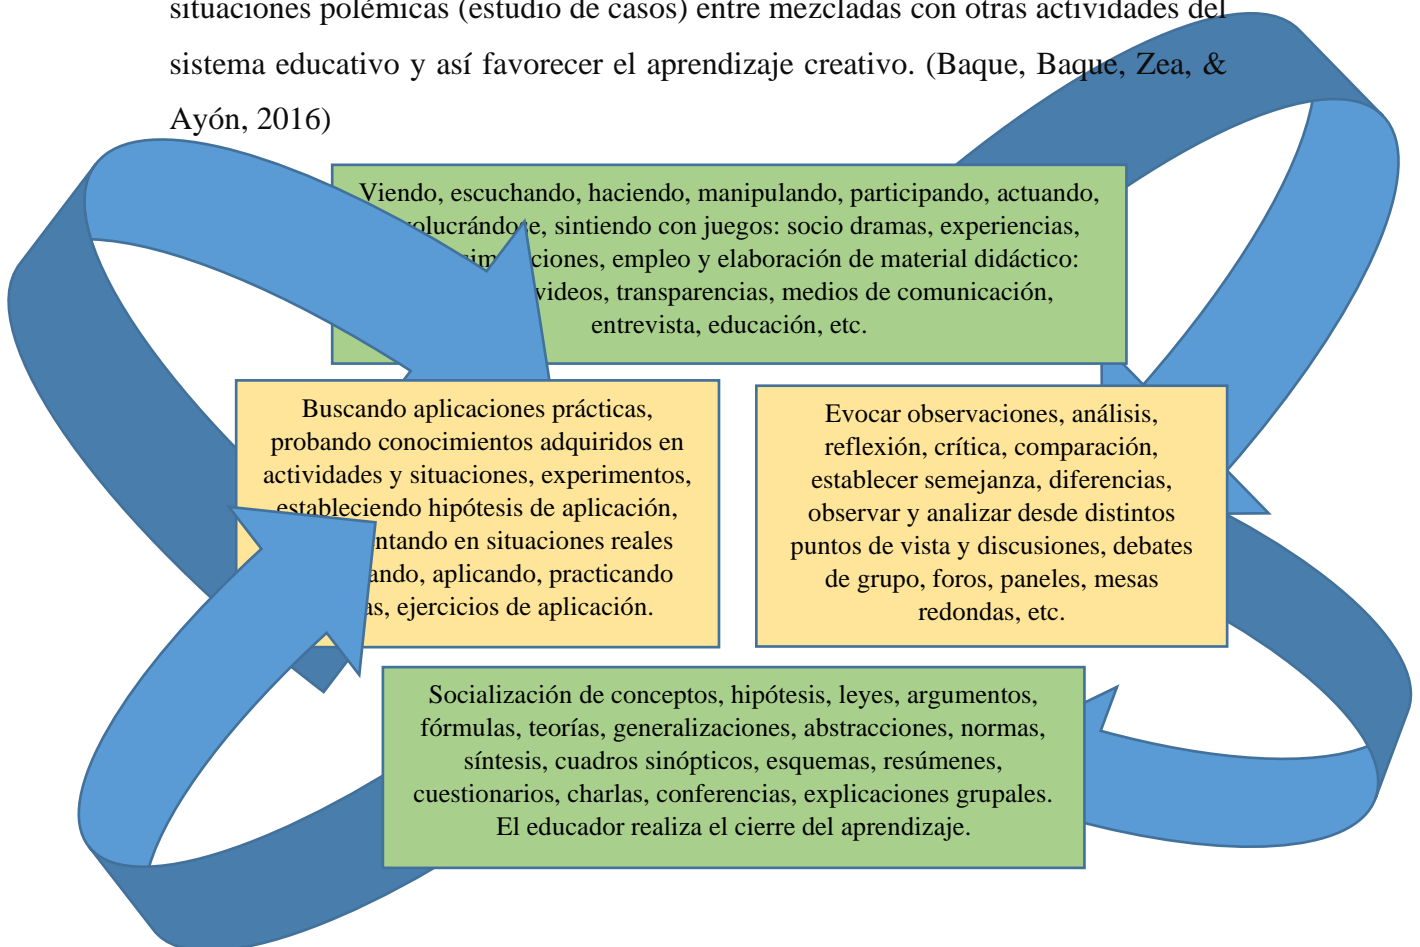 situaciones polémicas (estudio de casos) entre mezcladas con otras actividades del
sistema educativo y así favorecer el aprendizaje creativo. (Baque, Baque, Zea, &
Ayón, 2016)
Viendo, escuchando, haciendo, manipulando, participando, actuando,
sintiendo con juegos: socio dramas, experiencias,
empleo y elaboración de material didáctico:
videos, transparencias, medios de comunicación,
entrevista, educación, etc.
Buscando aplicaciones prácticas,
probando conocimientos adquiridos en
actividades y situaciones, experimentos,
estableciendo hipótesis de aplicación,
en situaciones reales
aplicando, practicando
ejercicios de aplicación.
Evocar observaciones, análisis,
reflexión, crítica, comparación,
establecer semejanza, diferencias,
observar y analizar desde distintos
puntos de vista y discusiones, debates
de grupo, foros, paneles, mesas
redondas, etc.
Socialización de conceptos, hipótesis, leyes, argumentos,
fórmulas, teorías, generalizaciones, abstracciones, normas,
síntesis, cuadros sinópticos, esquemas, resúmenes,
cuestionarios, charlas, conferencias, explicaciones grupales.
El educador realiza el cierre del aprendizaje.